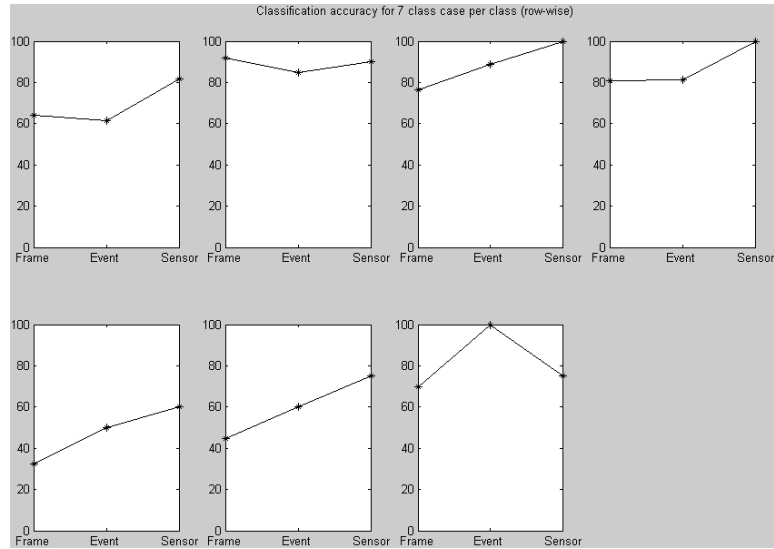 Classification accuracy for 7 class case per class (row-wise)
100 100 100 100
80 80 80 80
60 60 60 60
40 40 40 40
20 20 20 20
0 0 0 0
Frame Event Sensor Frame Event Sensor Frame Event Sensor Frame Event Sensor
100 100 100
80 80 80
60 60 60
40 40 40
20 20 20
0 0 0
Frame Event Sensor Frame Event Sensor Frame Event Sensor